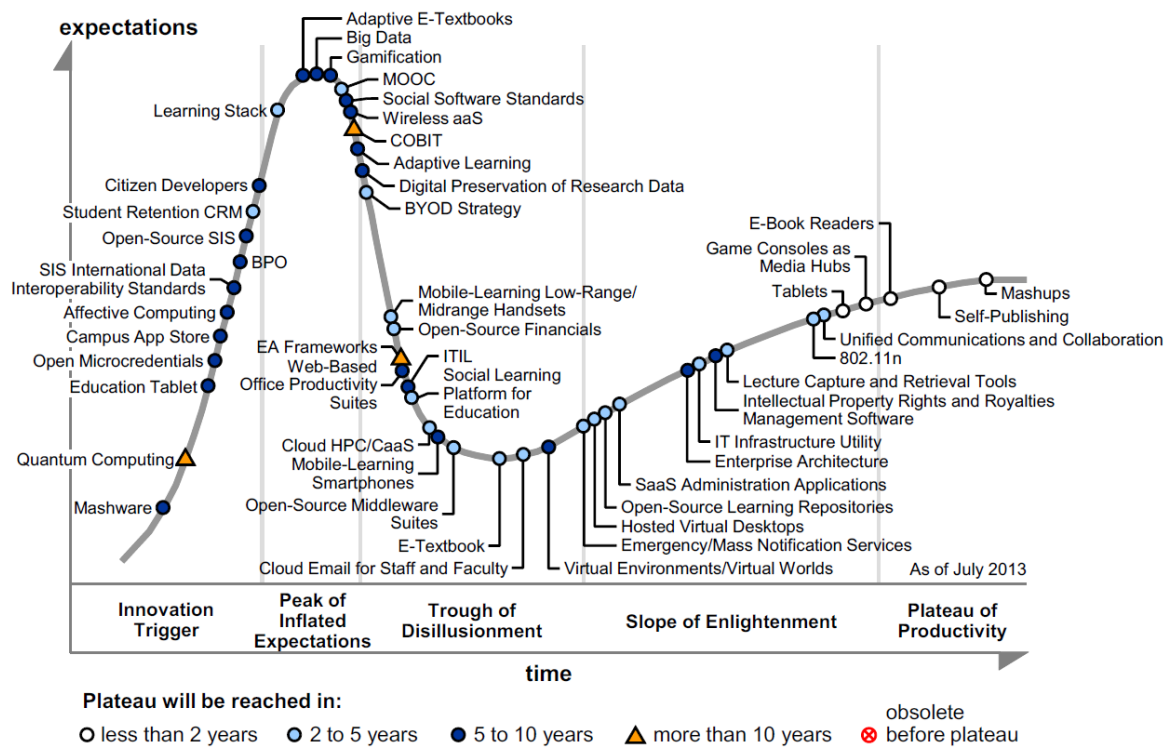 expectations
Adaptive E-Textbooks
Big Data
Gamification
MOOC
Social Software Standards
Wireless aaS
COBIT
Adaptive Learning
Digital Preservation of Research Data
BYOD Strategy
Learning Stack
Citizen Developers
Student Retention CRM
Open-Source SIS
BPO
SIS International Data
Interoperability Standards
Affective Computing
Campus App Store
Open Microcredentials
Education Tablet
Quantum Computing
Mashware
Mobile-Learning Low-Range/
Midrange Handsets
Open-Source Financials
EA Frameworks
Web-Based
Office Productivity
Suites
ITIL
Social Learning
Platform for
Education
Cloud HPC/CaaS
Mobile-Learning
Smartphones
Open-Source Middleware
Suites
E-Textbook
Cloud Email for Staff and Faculty
Virtual Environments/Virtual Worlds
Emergency/Mass Notification Services
Hosted Virtual Desktops
Open-Source Learning Repositories
SaaS Administration Applications
Enterprise Architecture
IT Infrastructure Utility
Intellectual Property Rights and Royalties
Management Software
Lecture Capture and Retrieval Tools
802.11n
Unified Communications and Collaboration
Tablets
Game Consoles as
Media Hubs
E-Book Readers
Self-Publishing
Mashups
As of July 2013
Innovation
Trigger
Peak of
Inflated
Expectations
Trough of
Disillusionment
Slope of Enlightenment
Plateau of
Productivity
time
Plateau will be reached in:
less than 2 years
2 to 5 years
5 to 10 years
more than 10 years
obsolete
before plateau